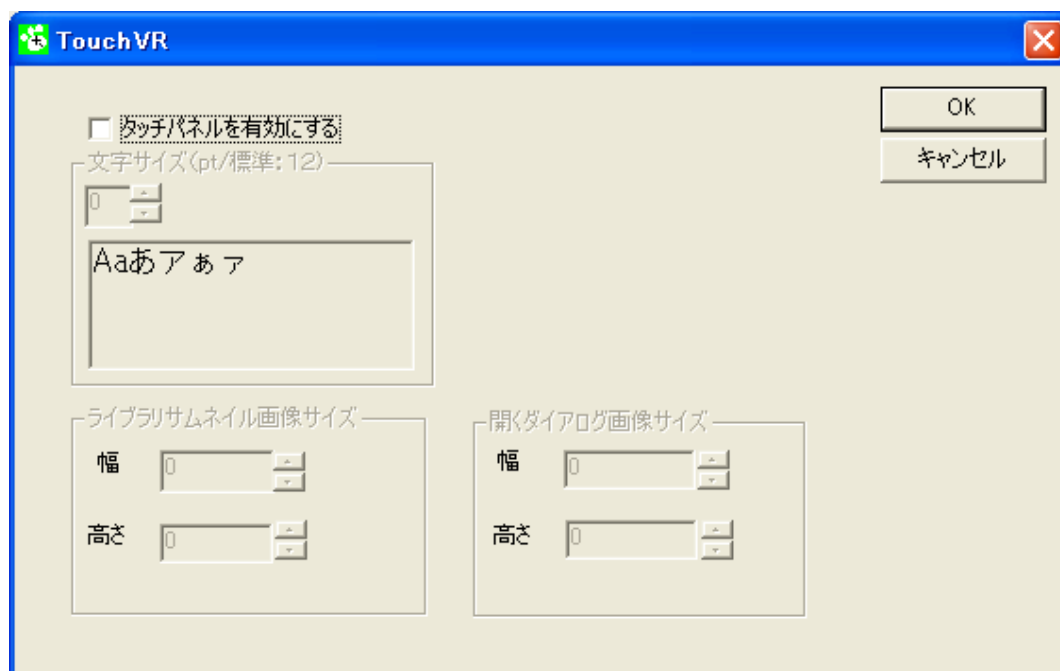 TouchVR
OK
キャンセル
タッチパネルを有効にする
文字サイズ(pt/標準:12)
0
Aaあアぁァ
ライブラリサムネイル画像サイズ
幅 0
高さ 0
開くダイアログ画像サイズ
幅 0
高さ 0